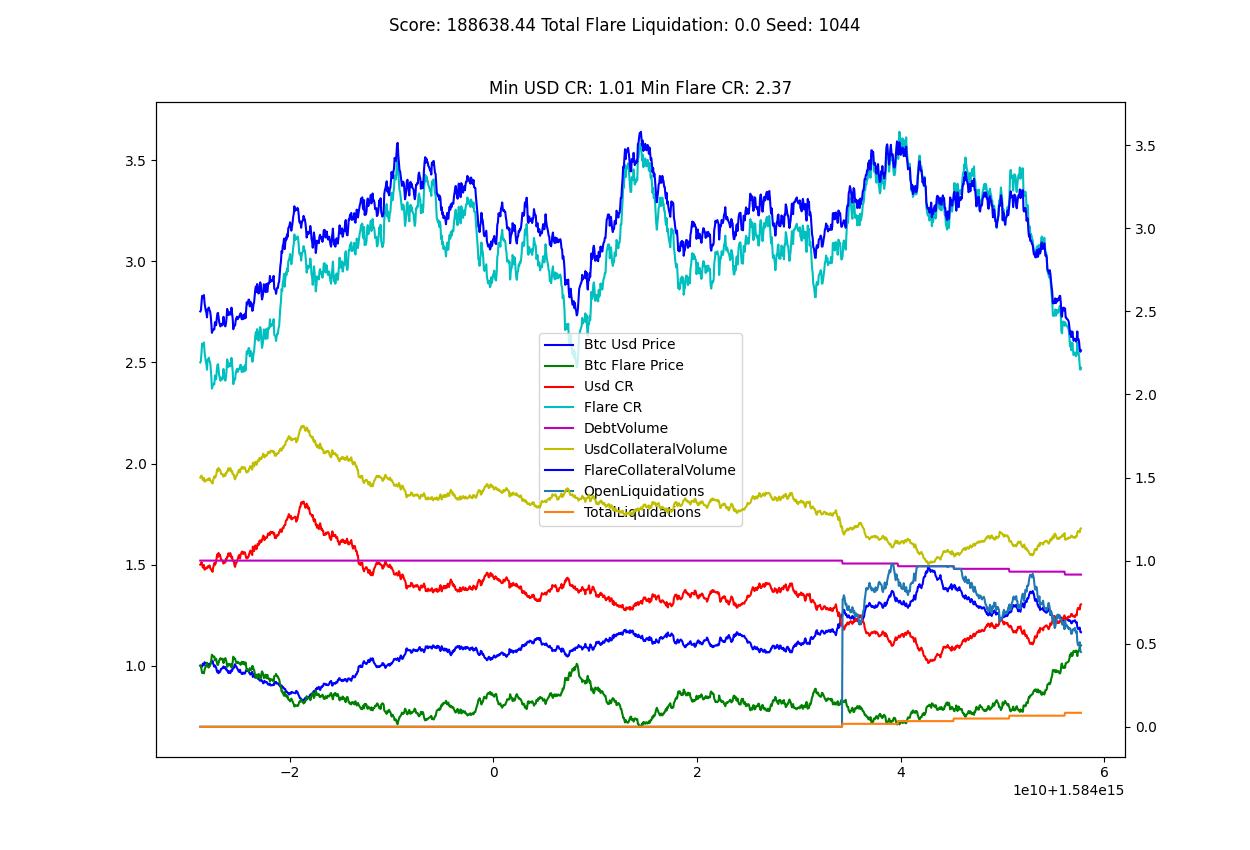 Score: 188638.44 Total Flare Liquidation: 0.0 Seed: 1044
Min USD CR: 1.01 Min Flare CR: 2.37
3.5
3.0
2.5
2.0
1.5
1.0
3.5
3.0
2.5
2.0
1.5
1.0
0.5
0.0
Btc Usd Price
Btc Flare Price
Usd CR
Flare CR
DebtVolume
UsdCollateralVolume
FlareCollateralVolume
OpenLiquidations
TotalLiquidations
−2
0
2
4
6
1e10+1.584e15